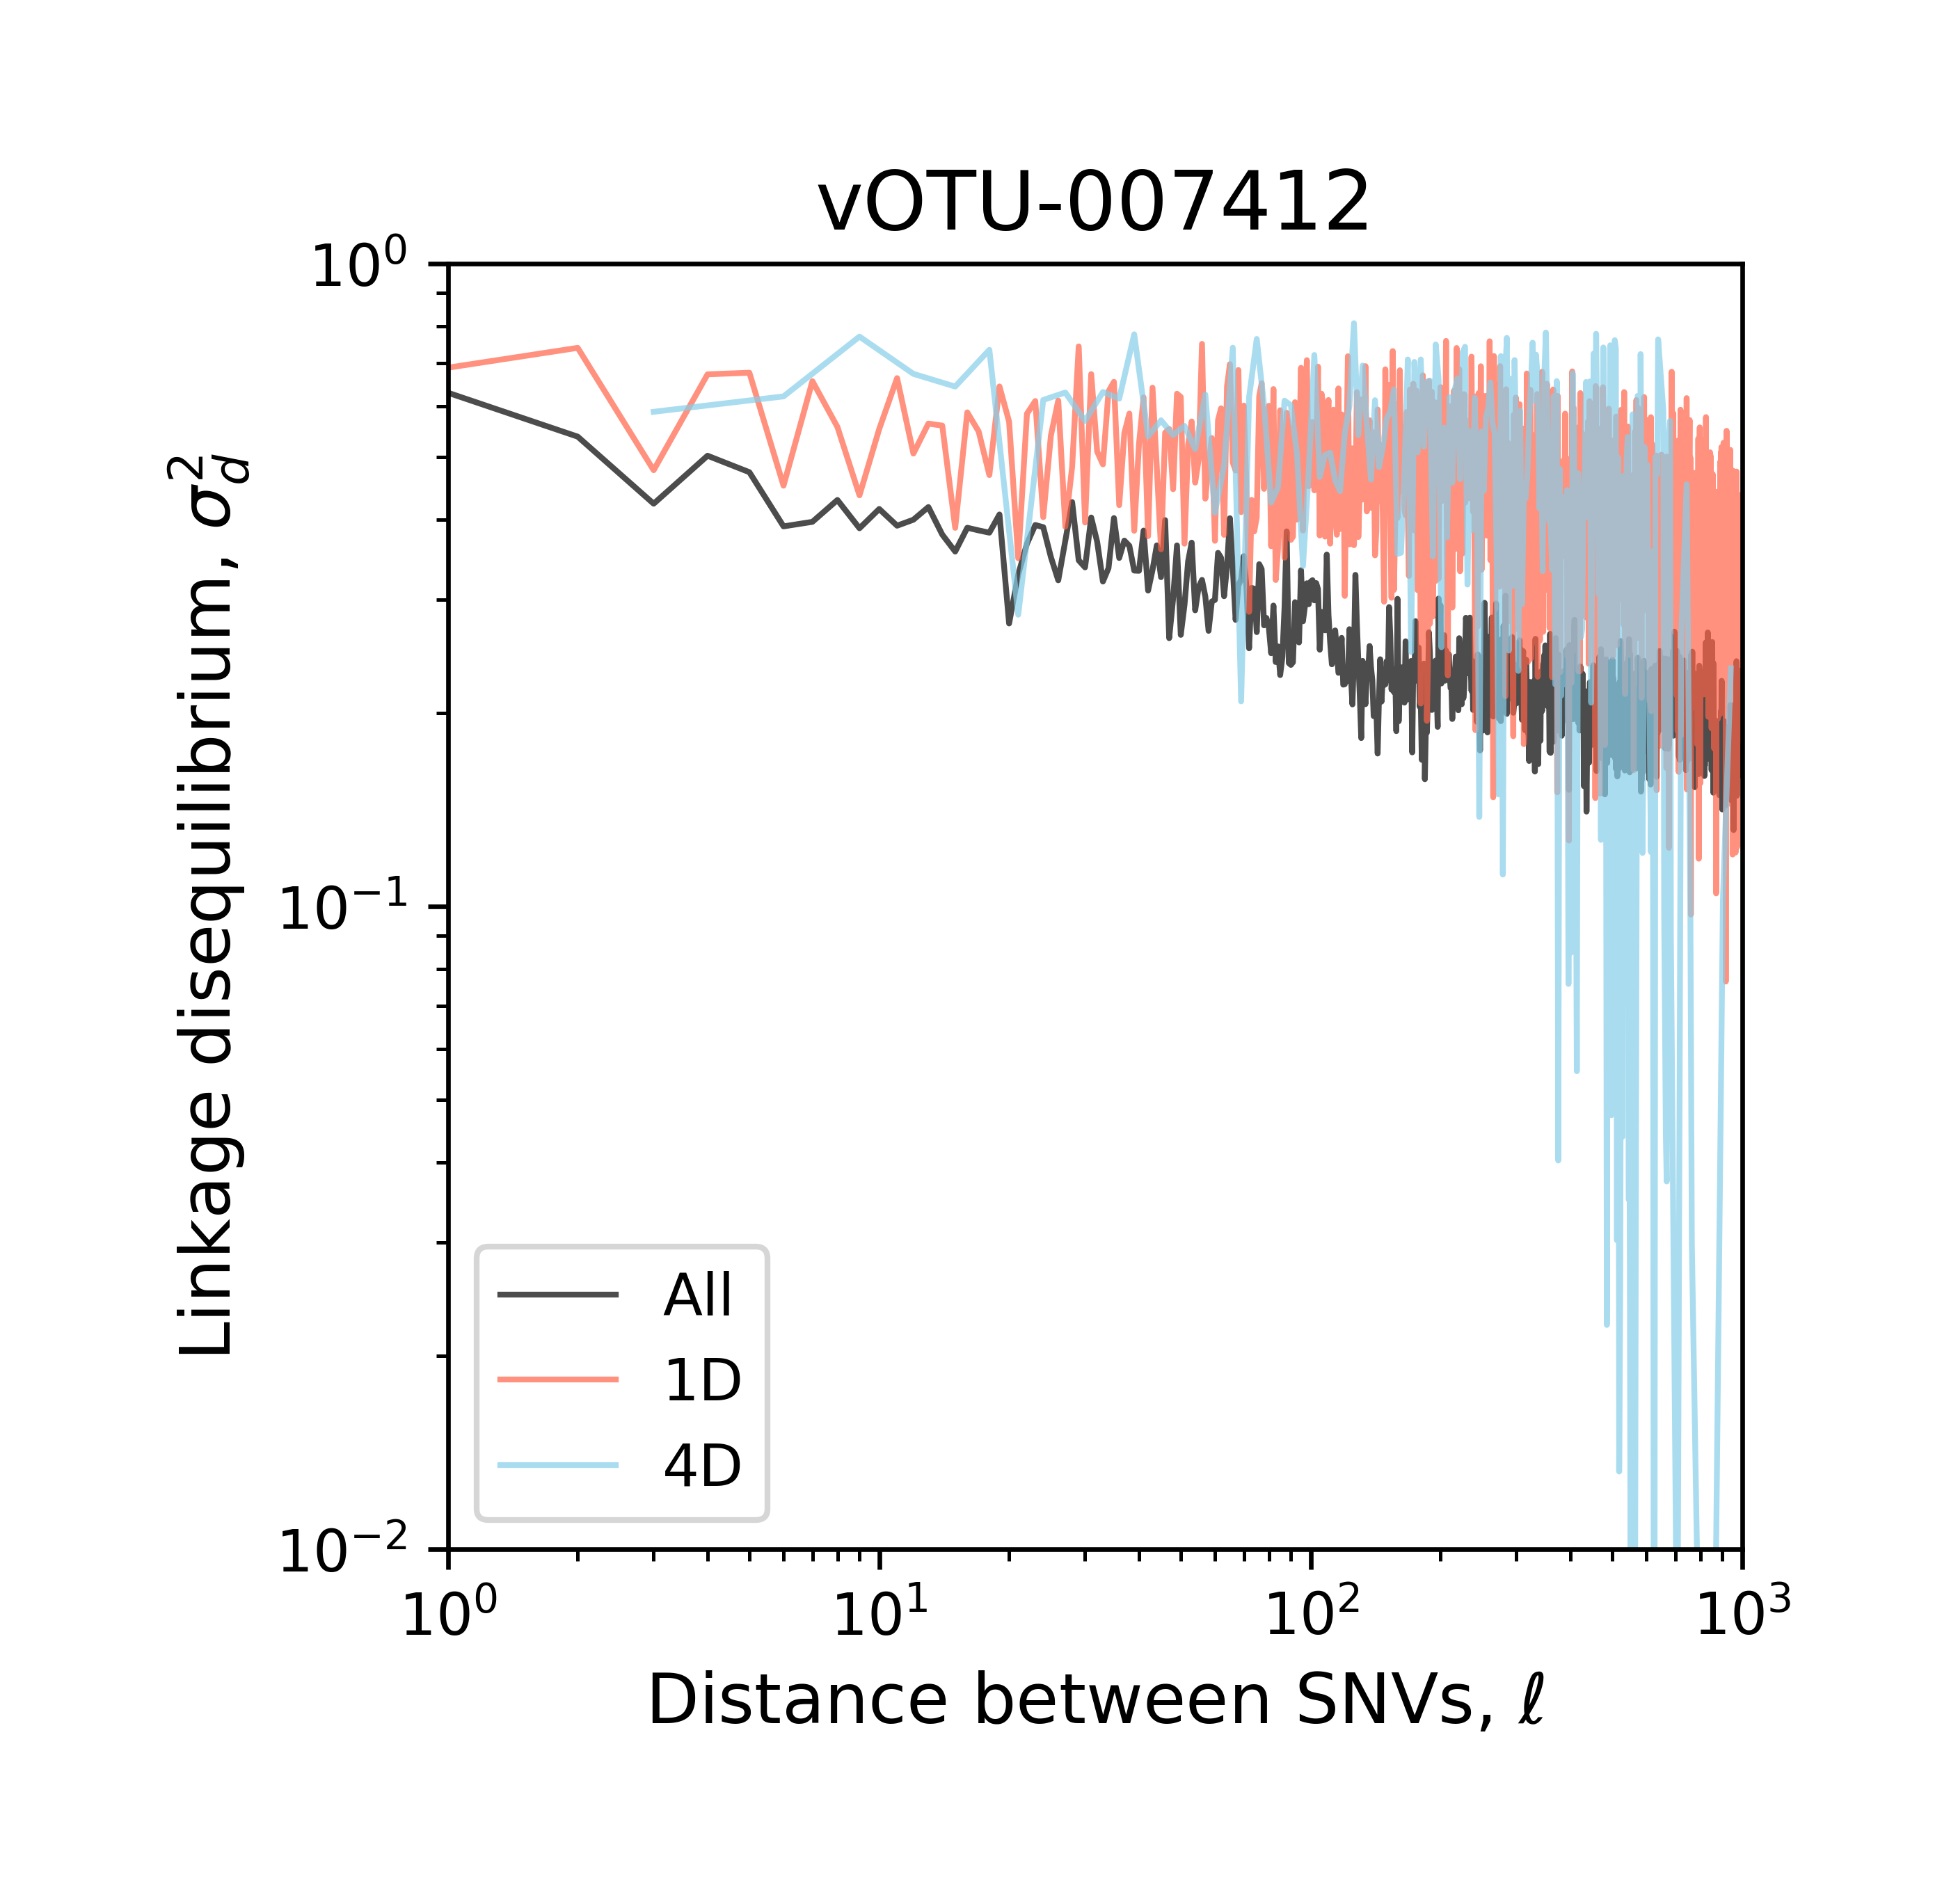 vOTU-007412
10⁰
10⁻¹
10⁻²
Linkage disequilibrium, σ²_d
All
1D
4D
10⁰ 10¹ 10² 10³
Distance between SNVs, ℓ